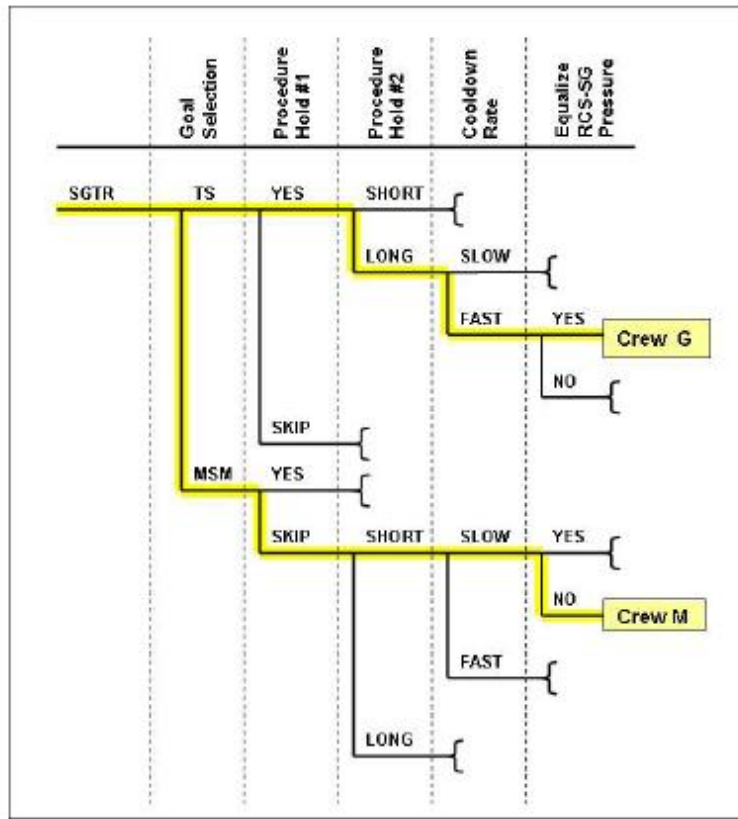 Goal
Selection
Procedure
Hold #1
Procedure
Hold #2
Cooldown
Rate
Equalize
RCS-SG
Pressure
SGTR TS YES SHORT
LONG SLOW
FAST YES
Crew G
NO
SKIP
MSM YES
SKIP SHORT SLOW YES
NO
Crew M
FAST
LONG